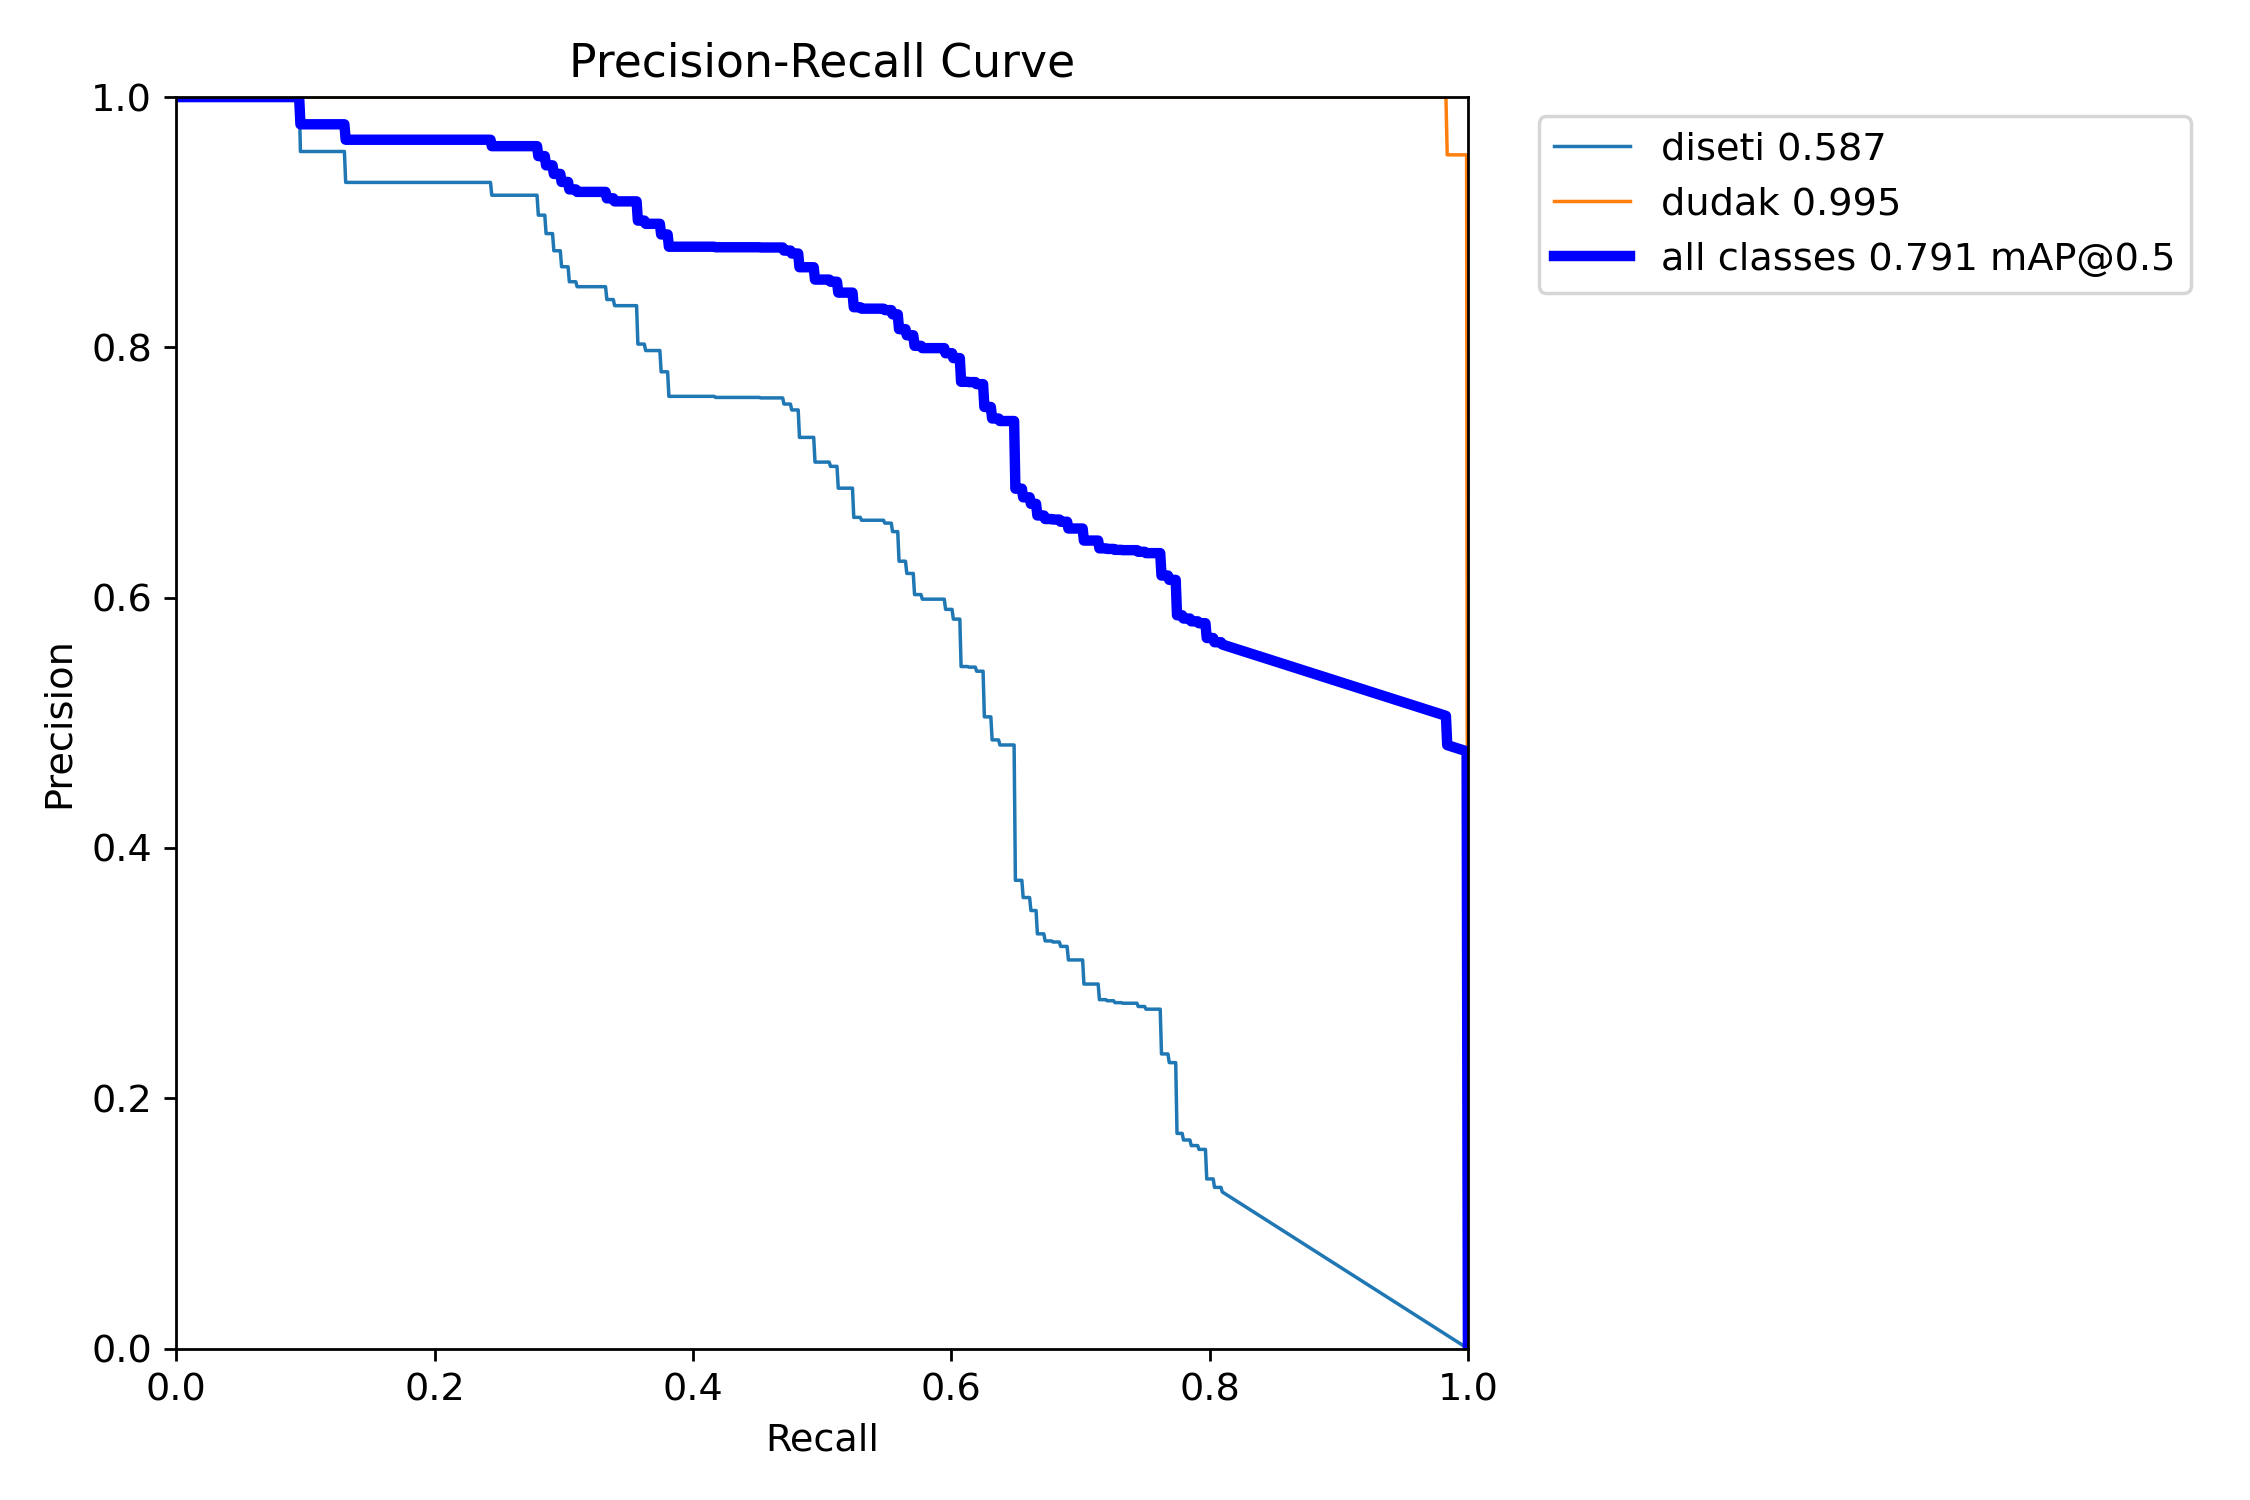 Precision-Recall Curve
1.0
0.8
0.6
0.4
0.2
0.0
Precision
0.0 0.2 0.4 0.6 0.8 1.0
Recall
diseti 0.587
dudak 0.995
all classes 0.791 mAP@0.5